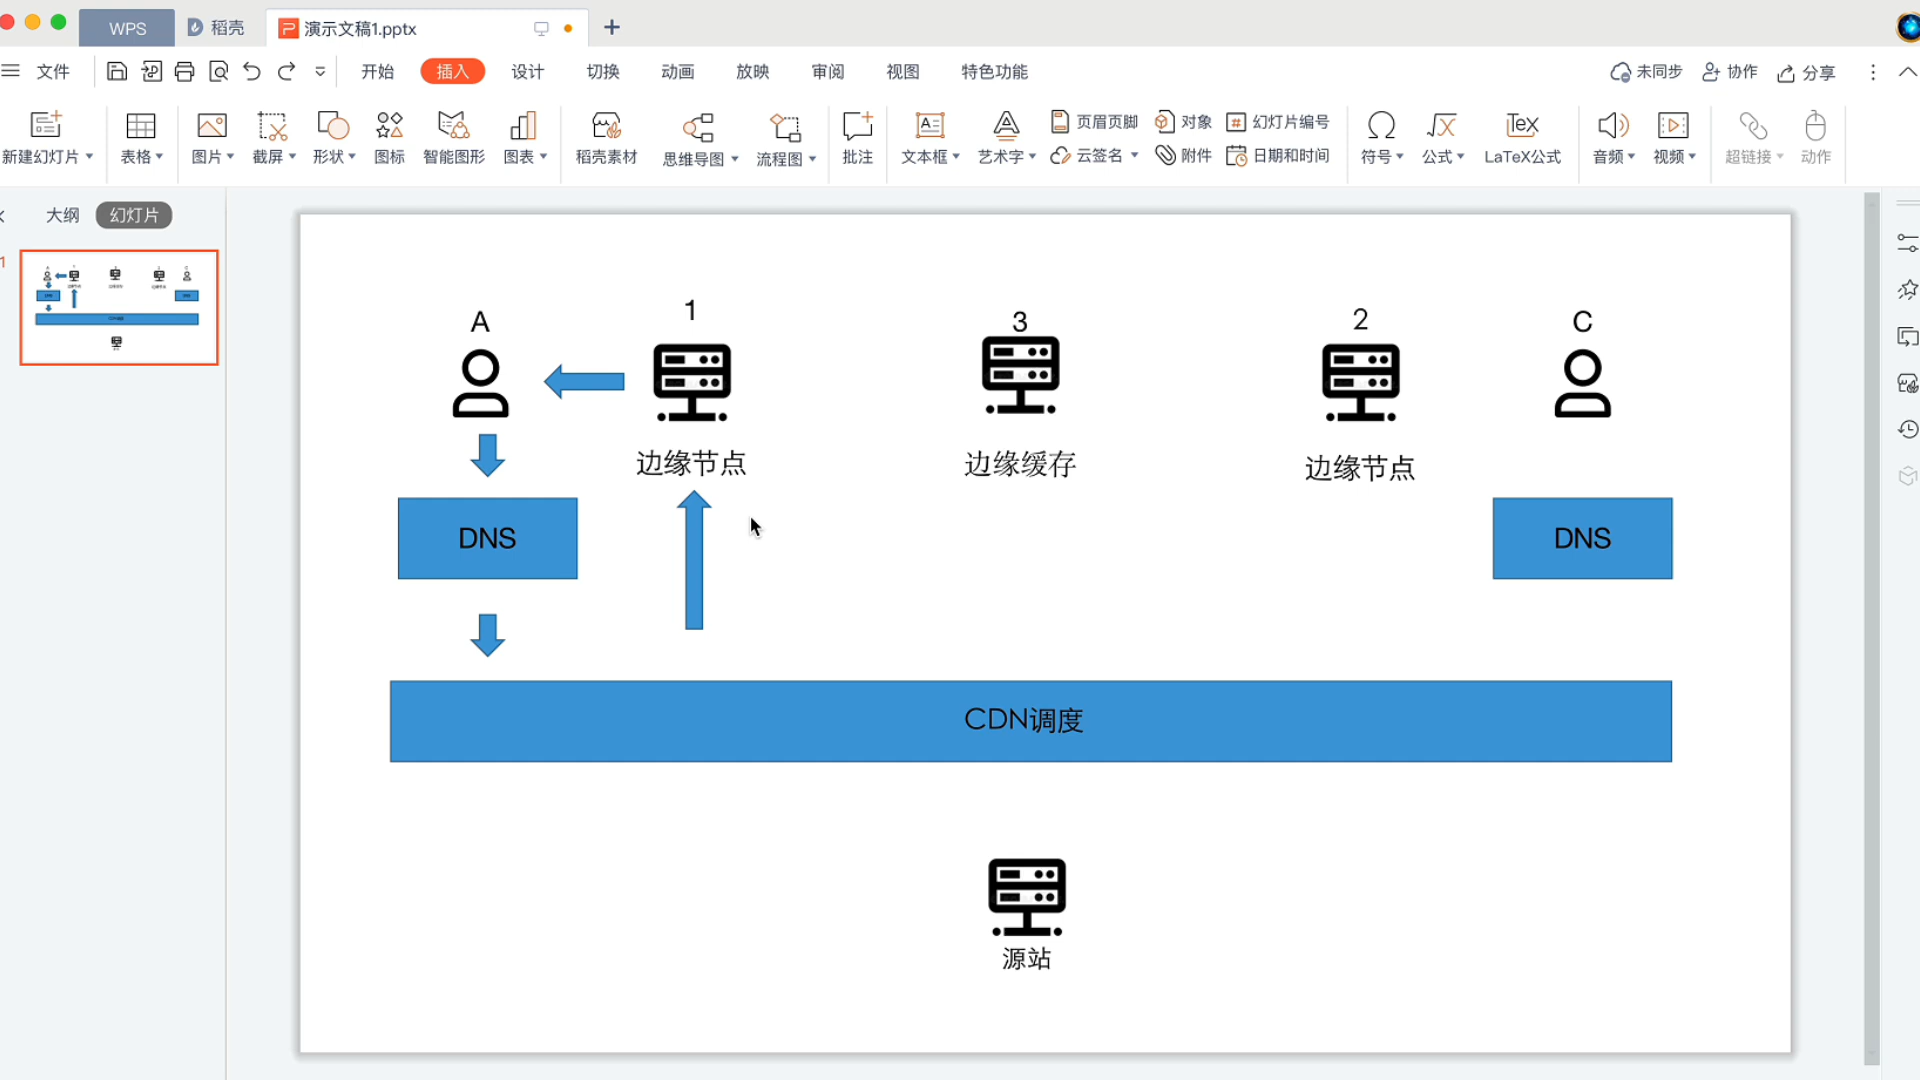 WPS 稻壳 演示文稿1.pptx
文件 开始 插入 设计 切换 动画 放映 审阅 视图 特色功能 未同步 协作 分享
页眉页脚 对象 幻灯片编号
新建幻灯片 表格 图片 截屏 形状 图标 智能图形 图表 稻壳素材 思维导图 流程图 批注 文本框 艺术字 云签名 附件 日期和时间 符号 公式 LaTeX公式 音频 视频 超链接 动作
大纲 幻灯片
1
A 1 3 2 C
边缘节点 边缘缓存 边缘节点
DNS DNS
CDN调度
源站